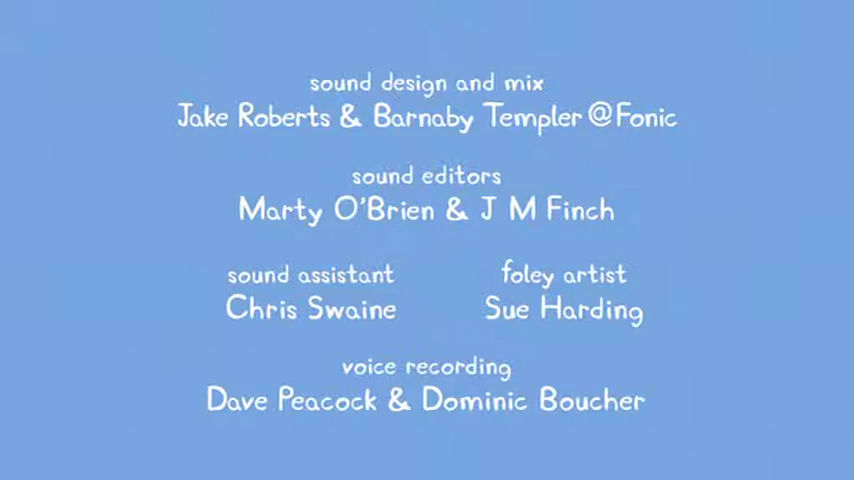 sound design and mix
Jake Roberts & Barnaby Templer @Fonic
sound editors
Marty O'Brien & J M Finch
sound assistant
Chris Swaine
foley artist
Sue Harding
voice recording
Dave Peacock & Dominic Boucher